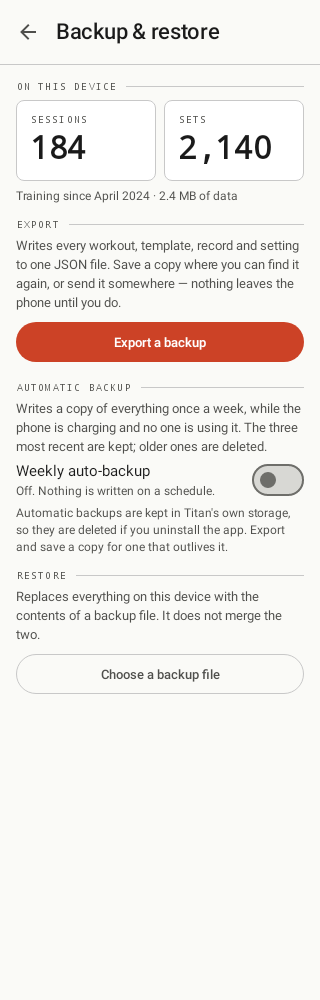 Backup & restore
ON THIS DEVICE
SESSIONS
184
SETS
2,140
Training since April 2024 · 2.4 MB of data
EXPORT
Writes every workout, template, record and setting
to one JSON file. Save a copy where you can find it
again, or send it somewhere — nothing leaves the
phone until you do.
Export a backup
AUTOMATIC BACKUP
Writes a copy of everything once a week, while the
phone is charging and no one is using it. The three
most recent are kept; older ones are deleted.
Weekly auto-backup
Off. Nothing is written on a schedule.
Automatic backups are kept in Titan's own storage,
so they are deleted if you uninstall the app. Export
and save a copy for one that outlives it.
RESTORE
Replaces everything on this device with the
contents of a backup file. It does not merge the
two.
Choose a backup file